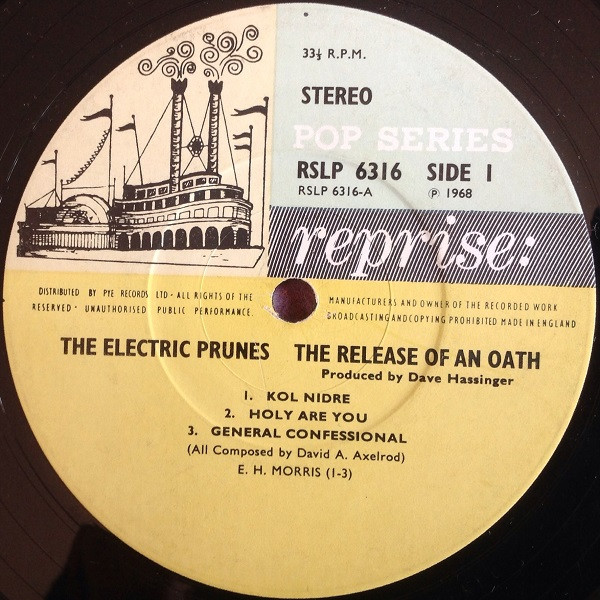 33⅓ R.P.M.
STEREO
POP SERIES
RSLP 6316 SIDE 1
RSLP 6316-A ℗ 1968
reprise:
DISTRIBUTED BY PYE RECORDS LTD · ALL RIGHTS OF THE MANUFACTURERS AND OWNER OF THE RECORDED WORK
RESERVED · UNAUTHORISED PUBLIC PERFORMANCE. BROADCASTING AND COPYING PROHIBITED MADE IN ENGLAND
THE ELECTRIC PRUNES THE RELEASE OF AN OATH
Produced by Dave Hassinger
1. KOL NIDRE
2. HOLY ARE YOU
3. GENERAL CONFESSIONAL
(All Composed by David A. Axelrod)
E. H. MORRIS (1-3)